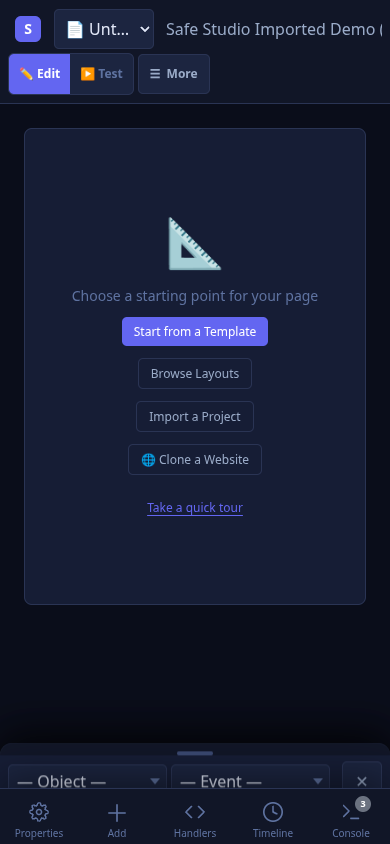 S
Unt...
Safe Studio Imported Demo (
Edit
Test
More
Choose a starting point for your page
Start from a Template
Browse Layouts
Import a Project
Clone a Website
Take a quick tour
— Object —
— Event —
3
Properties
Add
Handlers
Timeline
Console